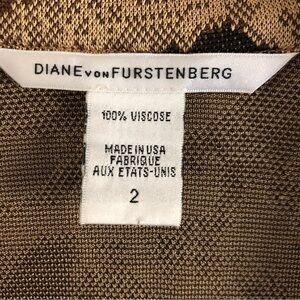 DIANE VON FURSTENBERG
100% VISCOSE
MADE IN USA
FABRIQUE
AUX ETATS-UNIS
2